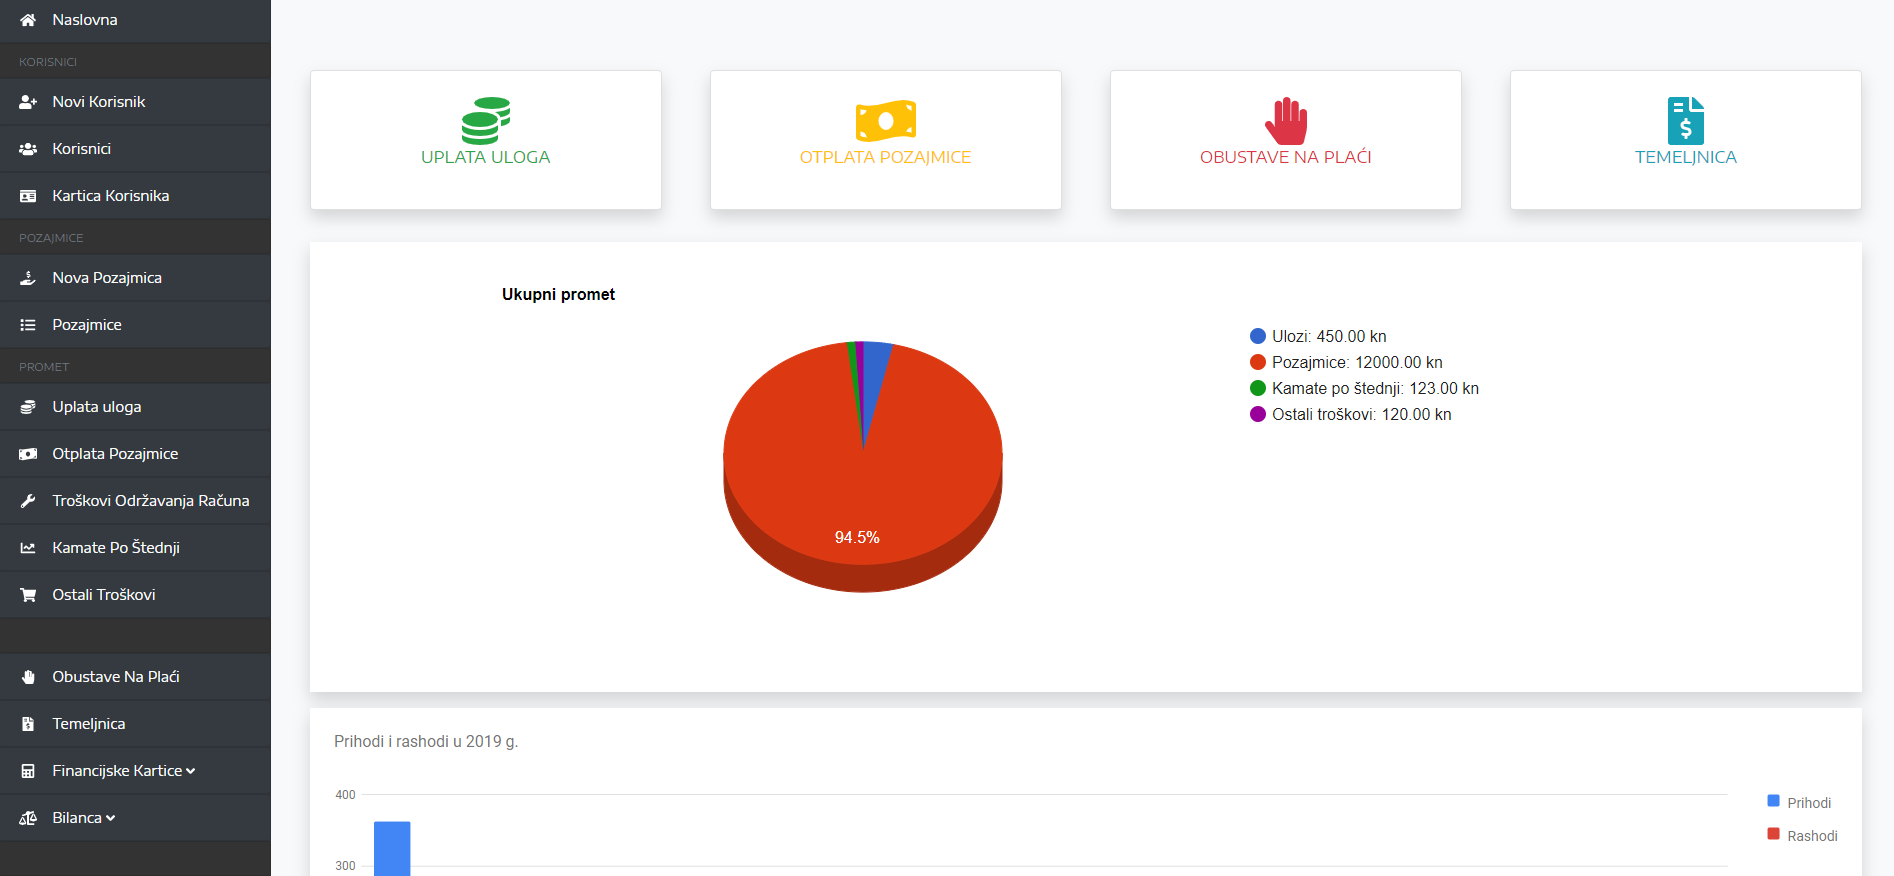 Naslovna
KORISNICI
Novi Korisnik
Korisnici
Kartica Korisnika
POZAJMICE
Nova Pozajmica
Pozajmice
PROMET
Uplata uloga
Otplata Pozajmice
Troškovi Održavanja Računa
Kamate Po Štednji
Ostali Troškovi
Obustave Na Plaći
Temeljnica
Financijske Kartice
Bilanca
UPLATA ULOGA
OTPLATA POZAJMICE
OBUSTAVE NA PLAĆI
TEMELJNICA
Ukupni promet
94.5%
Ulozi: 450.00 kn
Pozajmice: 12000.00 kn
Kamate po štednji: 123.00 kn
Ostali troškovi: 120.00 kn
Prihodi i rashodi u 2019 g.
400
300
Prihodi
Rashodi